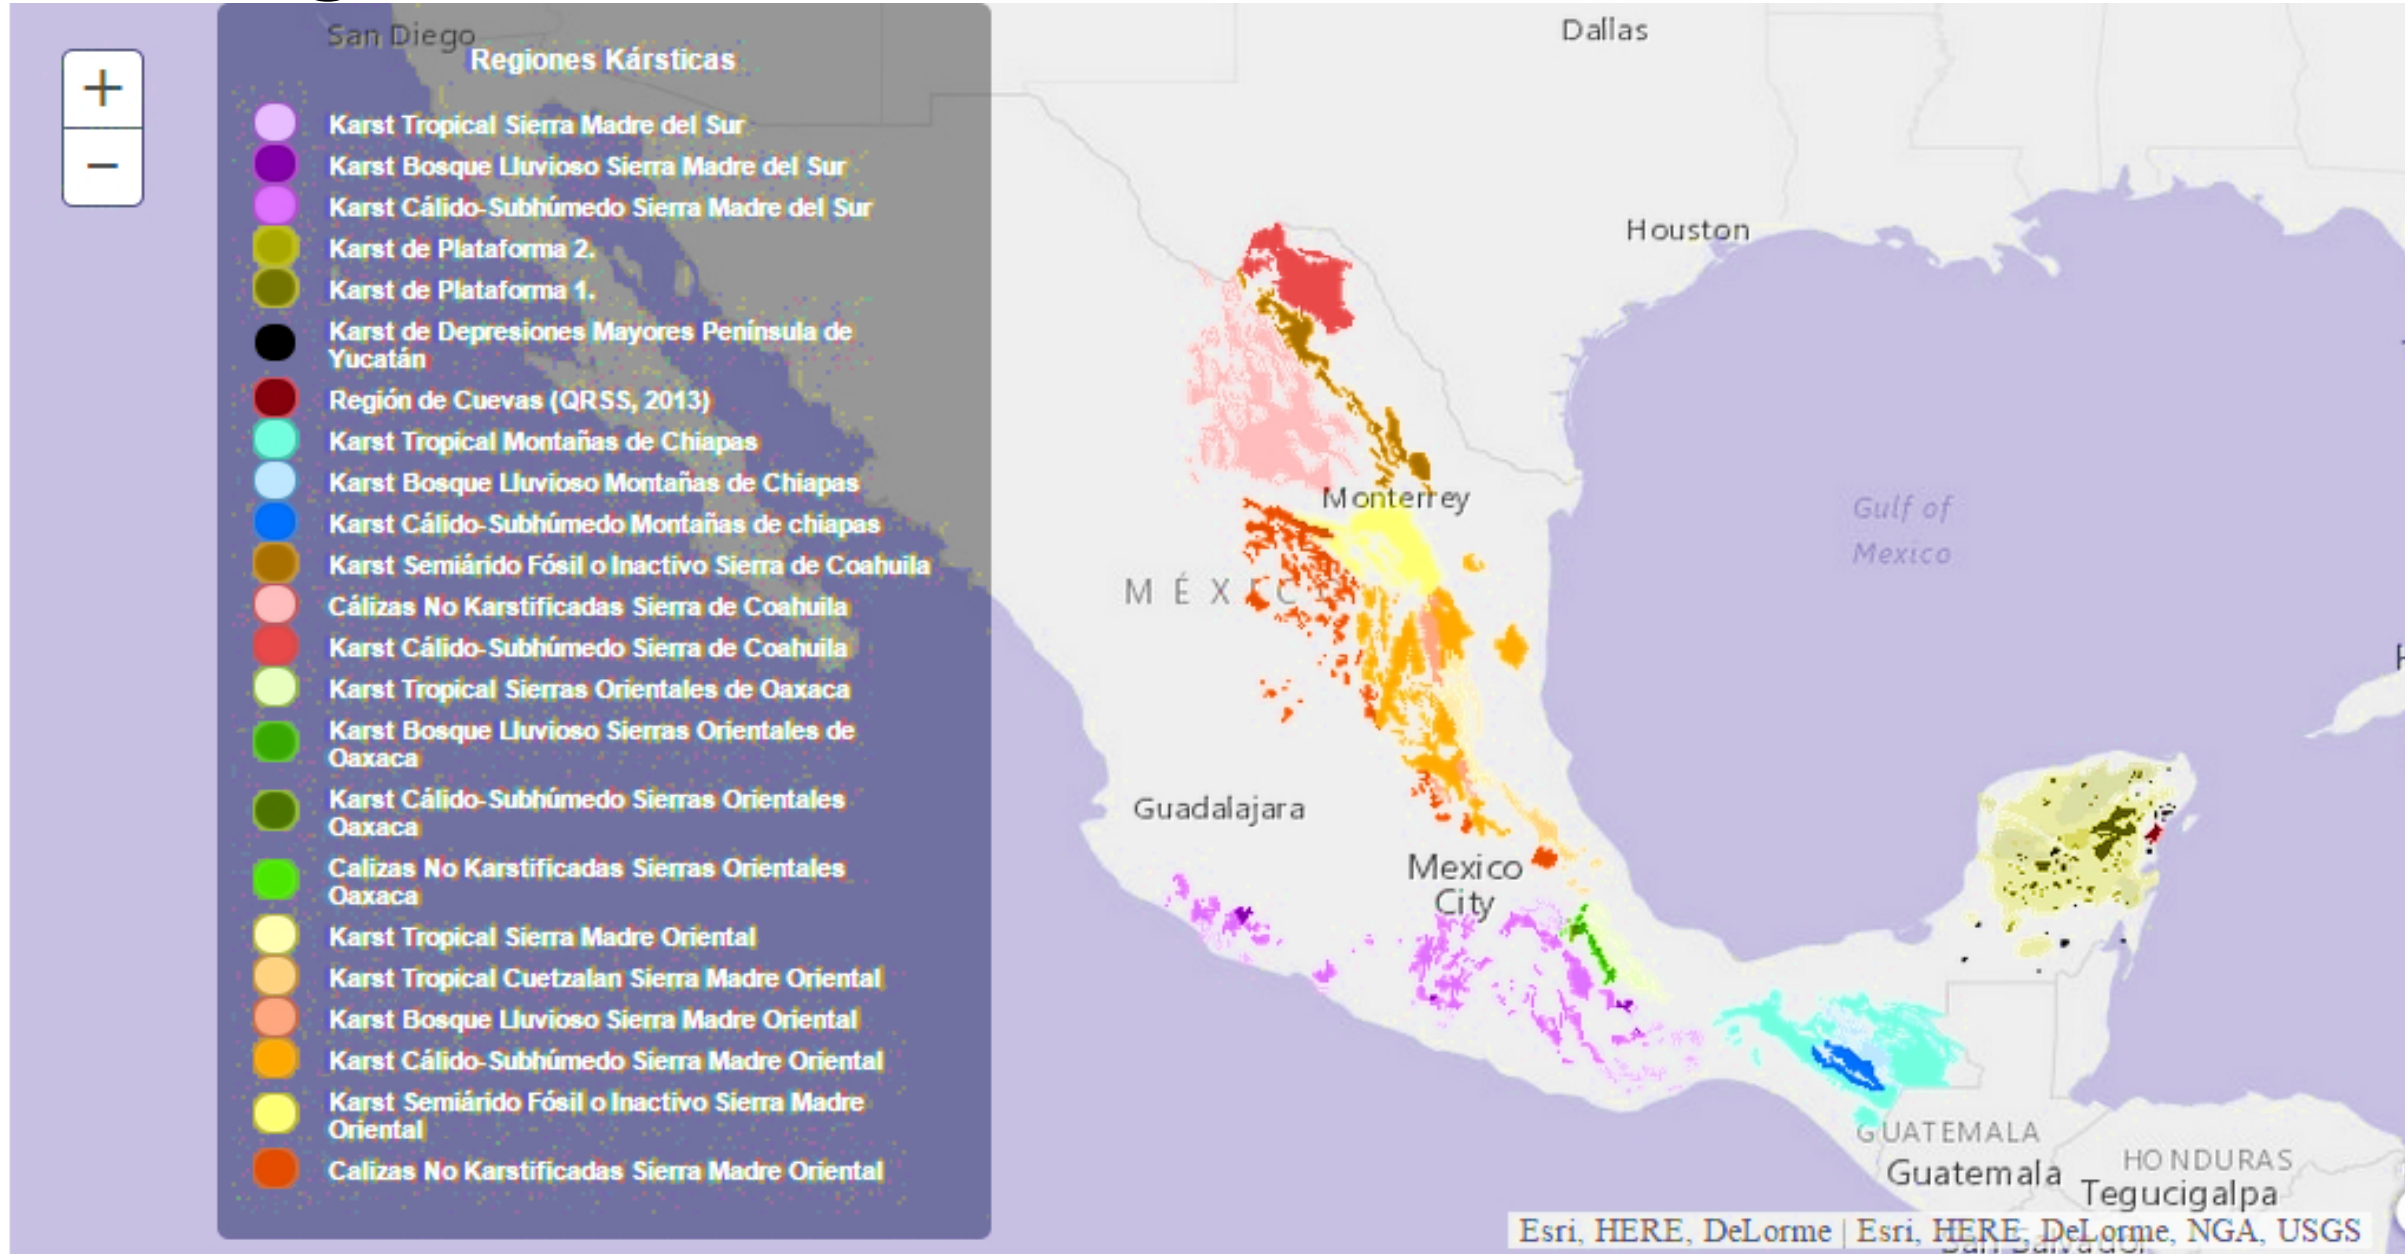 San Diego
Regiones Kársticas
Karst Tropical Sierra Madre del Sur
Karst Bosque Lluvioso Sierra Madre del Sur
Karst Cálido-Subhúmedo Sierra Madre del Sur
Karst de Plataforma 2.
Karst de Plataforma 1.
Karst de Depresiones Mayores Península de
Yucatán
Región de Cuevas (QRSS, 2013)
Karst Tropical Montañas de Chiapas
Karst Bosque Lluvioso Montañas de Chiapas
Karst Cálido-Subhúmedo Montañas de chiapas
Karst Semiárido Fósil o Inactivo Sierra de Coahuila
Cálizas No Karstificadas Sierra de Coahuila
Karst Cálido-Subhúmedo Sierra de Coahuila
Karst Tropical Sierras Orientales de Oaxaca
Karst Bosque Lluvioso Sierras Orientales de
Oaxaca
Karst Cálido-Subhúmedo Sierras Orientales
Oaxaca
Calizas No Karstificadas Sierras Orientales
Oaxaca
Karst Tropical Sierra Madre Oriental
Karst Tropical Cuetzalan Sierra Madre Oriental
Karst Bosque Lluvioso Sierra Madre Oriental
Karst Cálido-Subhúmedo Sierra Madre Oriental
Karst Semiárido Fósil o Inactivo Sierra Madre
Oriental
Calizas No Karstificadas Sierra Madre Oriental
+
−
Dallas
Houston
Monterrey
Gulf of
Mexico
Guadalajara
Mexico
City
GUATEMALA
Guatemala
HONDURAS
Tegucigalpa
Esri, HERE, DeLorme | Esri, HERE, DeLorme, NGA, USGS